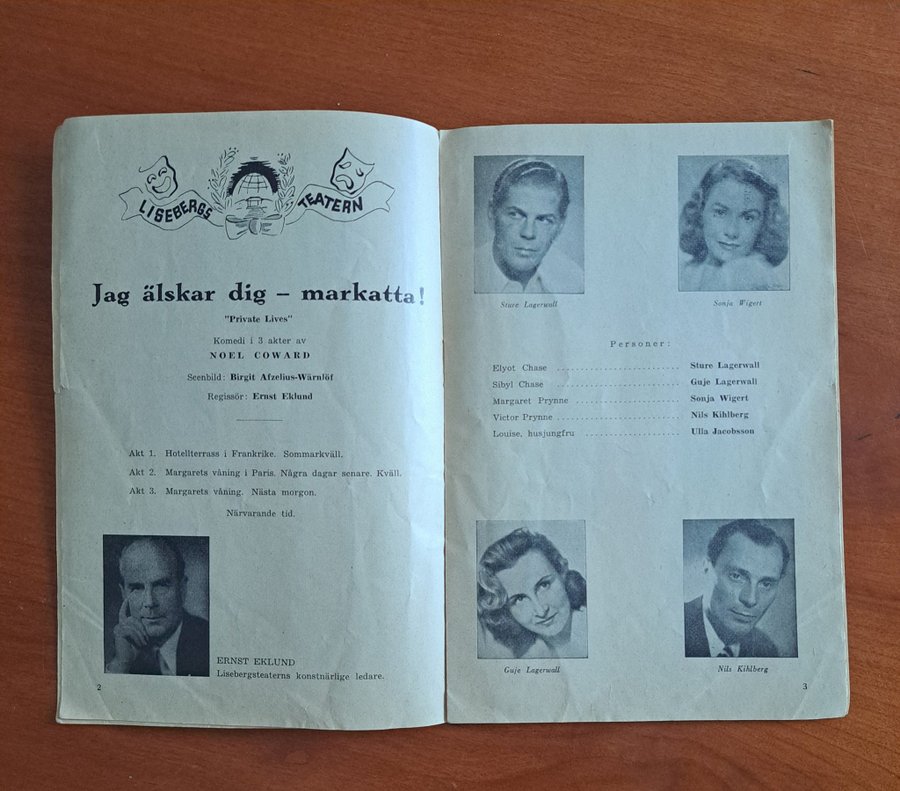 LISEBERGS TEATERN
Jag älskar dig – markatta!
"Private Lives"
Komedi i 3 akter av
NOEL COWARD
Scenbild: Birgit Afzelius-Wärnlöf
Regissör: Ernst Eklund
Akt 1. Hotellterrass i Frankrike. Sommarkväll.
Akt 2. Margarets våning i Paris. Några dagar senare. Kväll.
Akt 3. Margarets våning. Nästa morgon.
Närvarande tid.
ERNST EKLUND
Lisebergsteaterns konstnärlige ledare.
2
Sture Lagerwall
Sonja Wigert
Personer:
Elyot Chase .............................. Sture Lagerwall
Sibyl Chase .............................. Guje Lagerwall
Margaret Prynne .......................... Sonja Wigert
Victor Prynne ............................ Nils Kihlberg
Louise, husjungfru ....................... Ulla Jacobsson
Guje Lagerwall
Nils Kihlberg
3